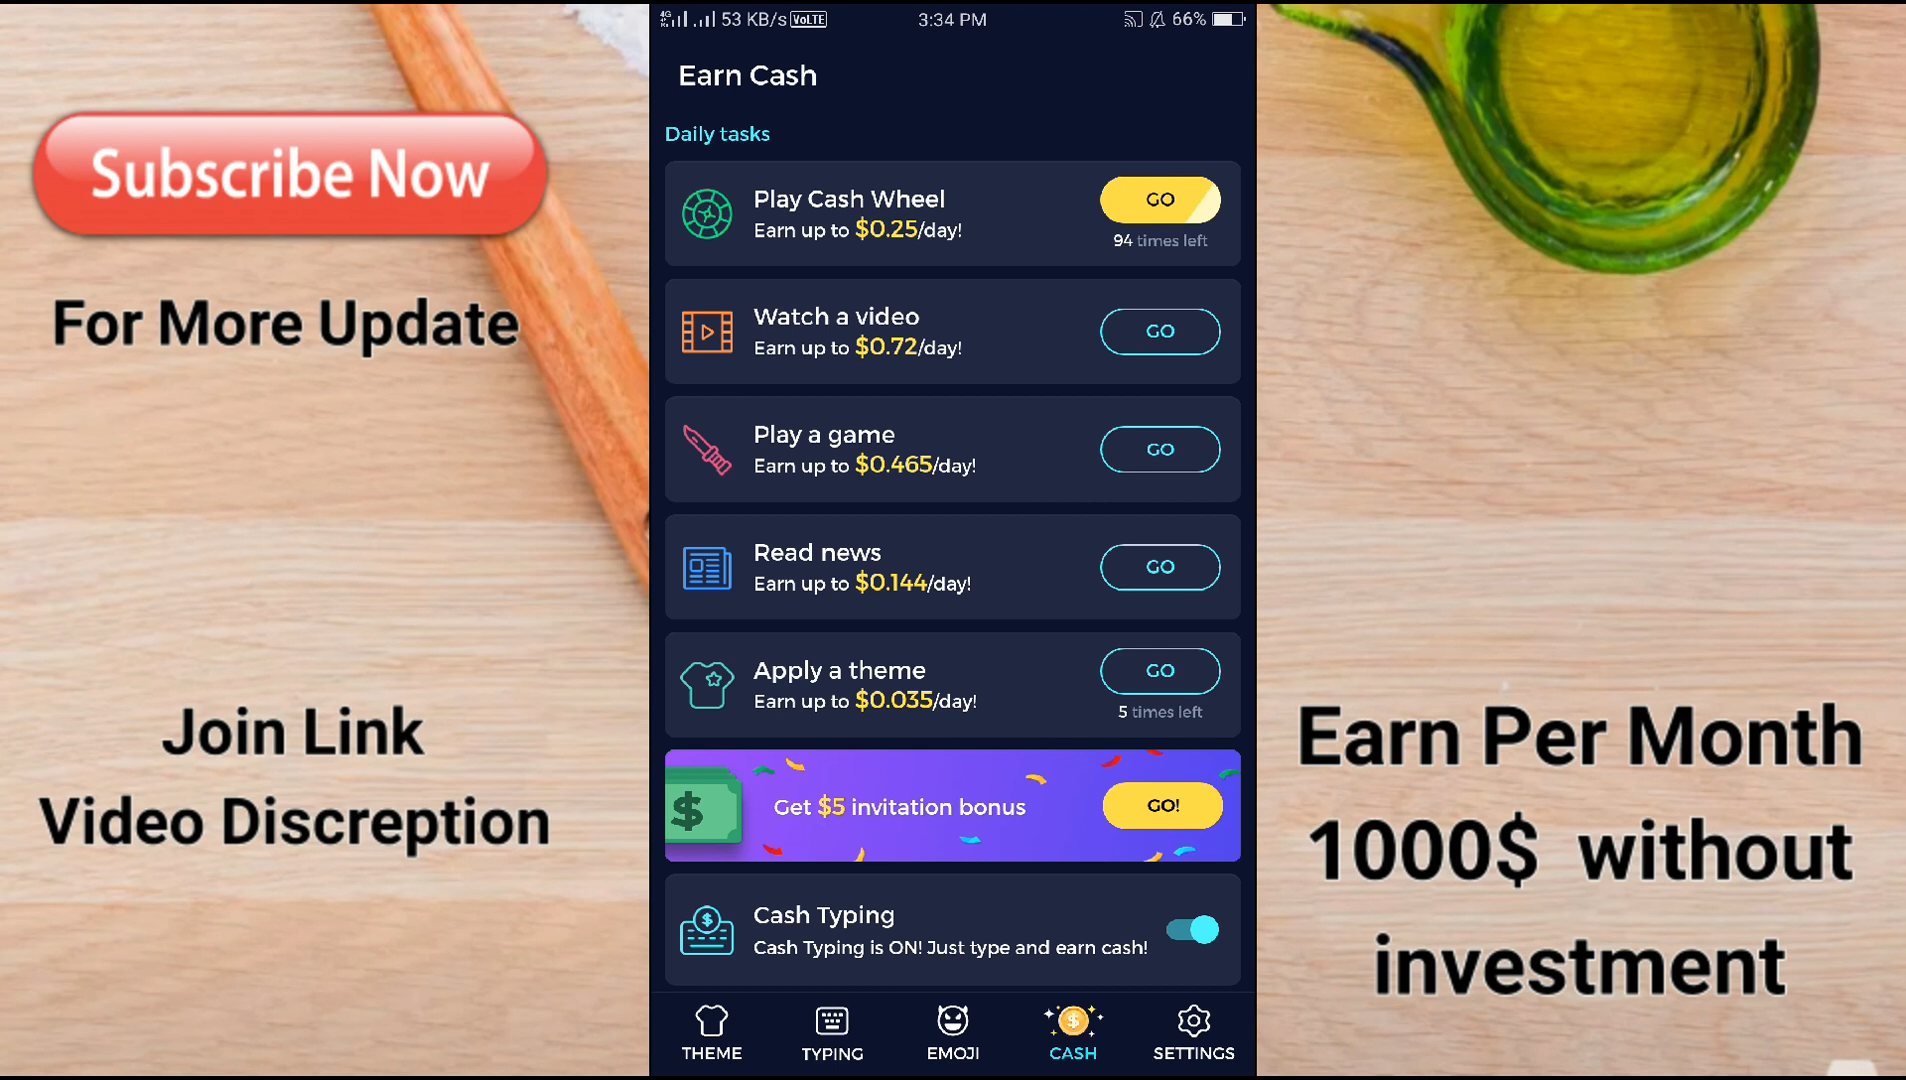 Subscribe Now
For More Update
Join Link
Video Discreption
53 KB/s VoLTE
3:34 PM
66%
Earn Cash
Daily tasks
Play Cash Wheel
Earn up to $0.25/day!
GO
94 times left
Watch a video
Earn up to $0.72/day!
GO
Play a game
Earn up to $0.465/day!
GO
Read news
Earn up to $0.144/day!
GO
Apply a theme
Earn up to $0.035/day!
GO
5 times left
Get $5 invitation bonus
GO!
Cash Typing
Cash Typing is ON! Just type and earn cash!
THEME
TYPING
EMOJI
CASH
SETTINGS
Earn Per Month
1000$ without
investment